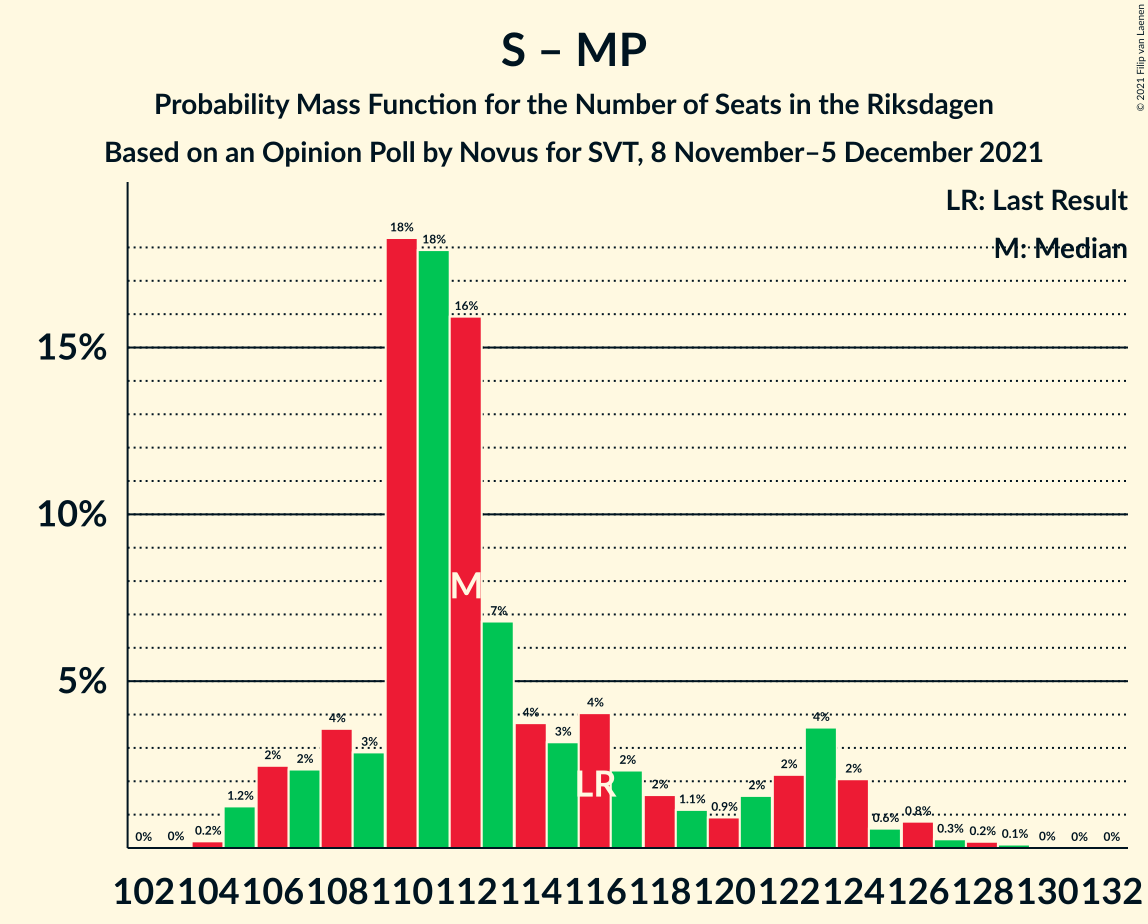 © 2021 Filip van Laenen
S – MP
Probability Mass Function for the Number of Seats in the Riksdagen
Based on an Opinion Poll by Novus for SVT, 8 November–5 December 2021
LR: Last Result
M: Median
15%
10%
5%
0% 0% 0.2% 1.2% 2% 2% 4% 3% 18% 18% 16% 7% 4% 3% 4% 2% 2% 1.1% 0.9% 2% 2% 4% 2% 0.6% 0.8% 0.3% 0.2% 0.1% 0% 0% 0%
M
LR
102 104 106 108 110 112 114 116 118 120 122 124 126 128 130 132